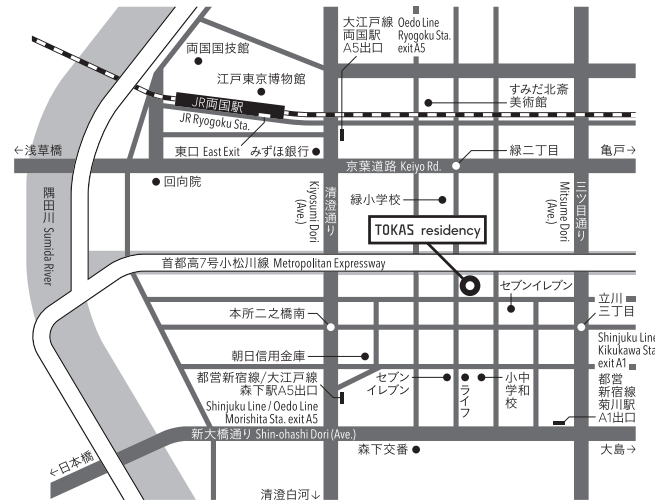 大江戸線 Oedo Line
両国駅 Ryogoku Sta.
A5出口 exit A5
両国国技館
江戸東京博物館
すみだ北斎
美術館
JR両国駅
JR Ryogoku Sta.
東口 East Exit
みずほ銀行
←浅草橋
京葉道路 Keiyo Rd.
緑二丁目
亀戸→
回向院
隅田川 Sumida River
清澄通り
Kiyosumi Dori
(Ave.)
緑小学校
三ツ目通り
Mitsume Dori
(Ave.)
TOKAS residency
首都高7号小松川線 Metropolitan Expressway
セブンイレブン
立川
三丁目
本所二之橋南
朝日信用金庫
Shinjuku Line
Kikukawa Sta.
exit A1
都営
新宿線
菊川駅
A1出口
都営新宿線/大江戸線
森下駅A5出口
Shinjuku Line / Oedo Line
Morishita Sta. exit A5
セブン
イレブン
ライフ
小中
学校
新大橋通り Shin-ohashi Dori (Ave.)
←日本橋
森下交番
大島→
清澄白河↓